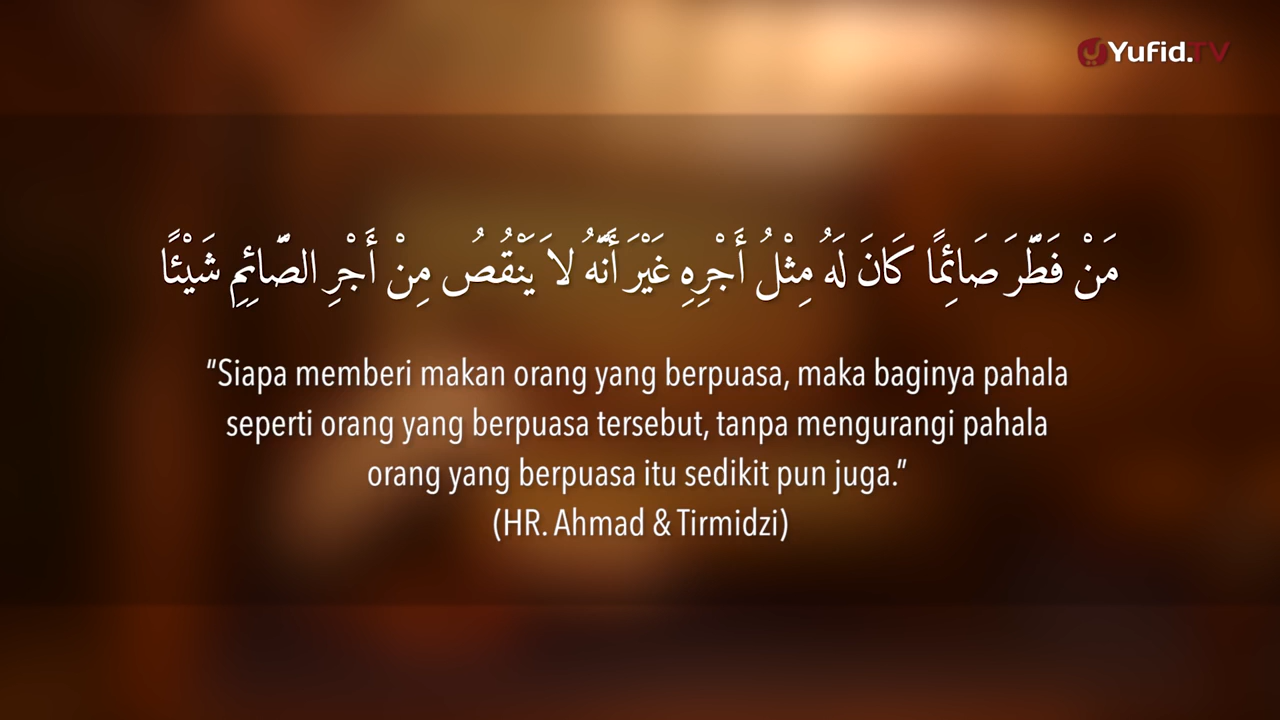 Yufid.TV
مَنْ فَطَّرَ صَائِمًا كَانَ لَهُ مِثْلُ أَجْرِهِ غَيْرَ أَنَّهُ لاَ يَنْقُصُ مِنْ أَجْرِ الصَّائِمِ شَيْئًا
“Siapa memberi makan orang yang berpuasa, maka baginya pahala
seperti orang yang berpuasa tersebut, tanpa mengurangi pahala
orang yang berpuasa itu sedikit pun juga.”
(HR. Ahmad & Tirmidzi)